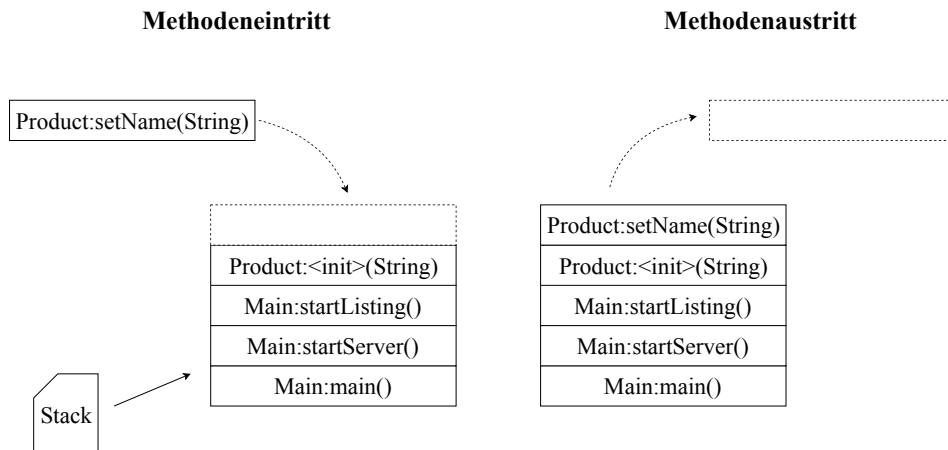 Methodeneintritt
Methodenaustritt
Product:setName(String)
Product:<init>(String)
Main:startListing()
Main:startServer()
Main:main()
Stack
Product:setName(String)
Product:<init>(String)
Main:startListing()
Main:startServer()
Main:main()